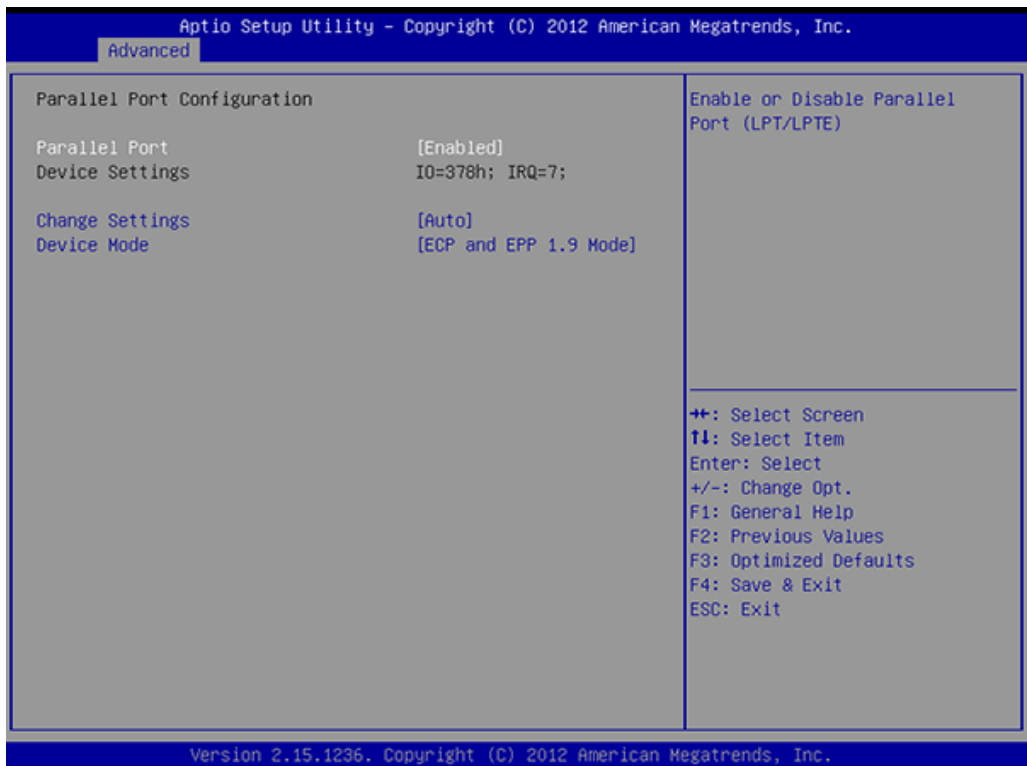 Aptio Setup Utility – Copyright (C) 2012 American Megatrends, Inc.
Advanced
Parallel Port Configuration
Parallel Port [Enabled]
Device Settings IO=378h; IRQ=7;
Change Settings [Auto]
Device Mode [ECP and EPP 1.9 Mode]
Enable or Disable Parallel
Port (LPT/LPTE)
→←: Select Screen
↑↓: Select Item
Enter: Select
+/-: Change Opt.
F1: General Help
F2: Previous Values
F3: Optimized Defaults
F4: Save & Exit
ESC: Exit
Version 2.15.1236. Copyright (C) 2012 American Megatrends, Inc.